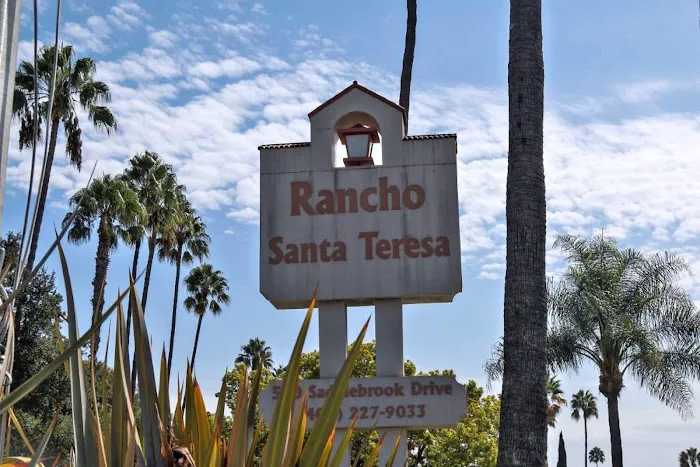 Rancho
Santa Teresa
Saddlebrook Drive
227-9033